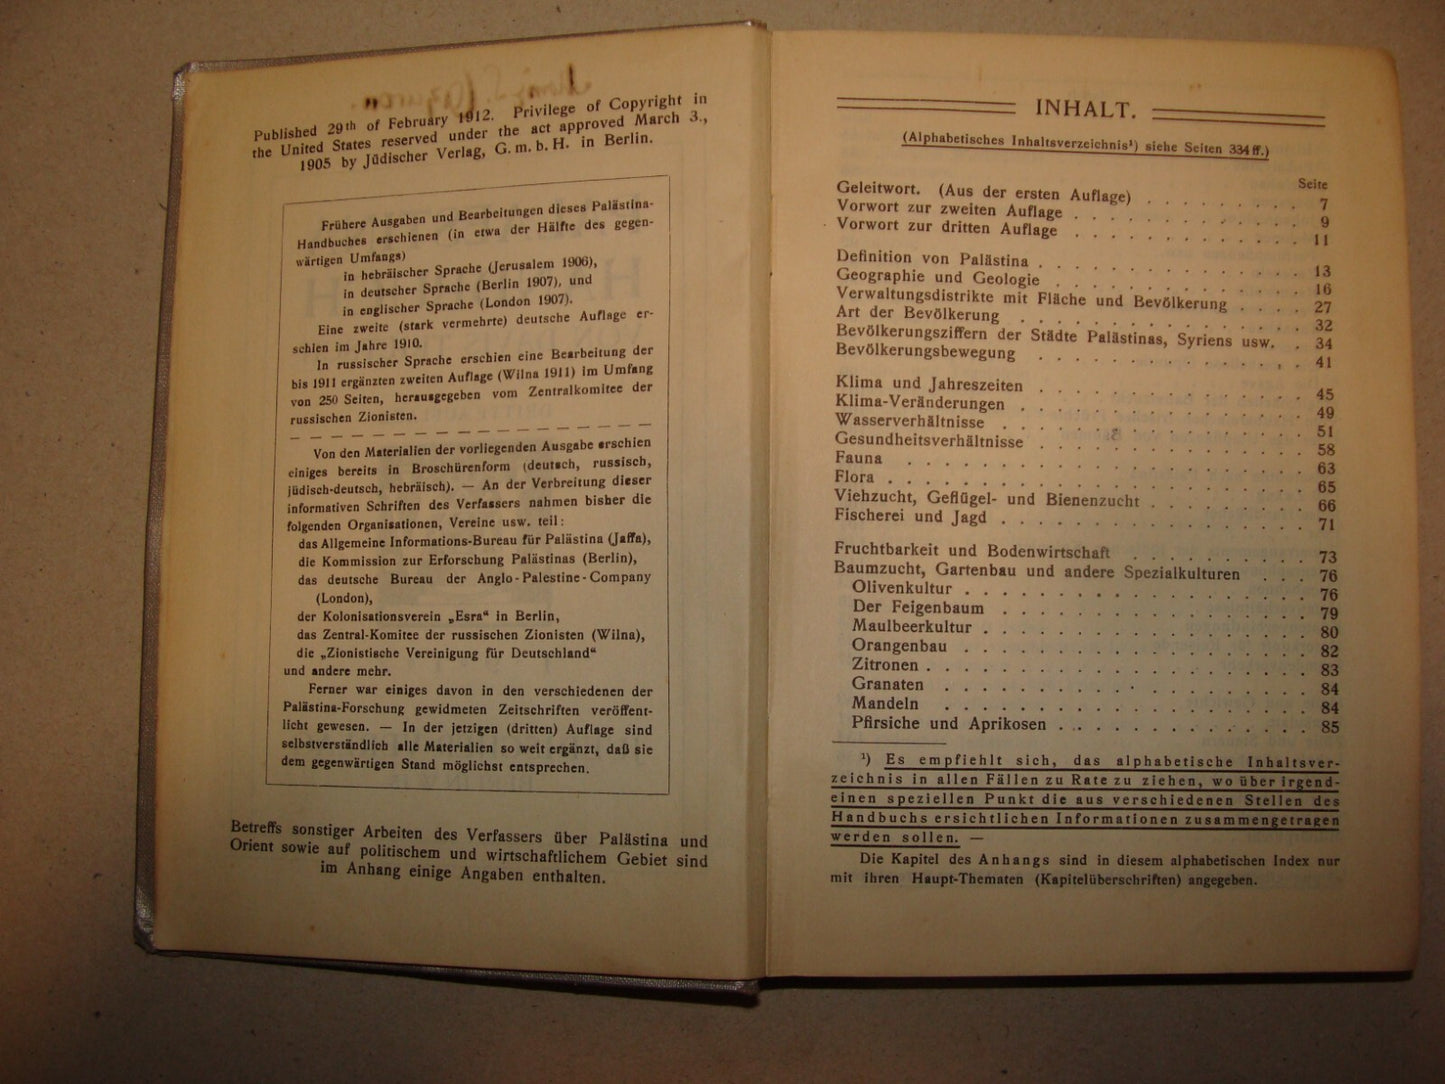 Published 29th of February 1912. Privilege of Copyright in
the United States reserved under the act approved March 3.,
1905 by Jüdischer Verlag, G. m. b. H. in Berlin.
Frühere Ausgaben und Bearbeitungen dieses Palästina-
Handbuches erschienen (in etwa der Hälfte des gegen-
wärtigen Umfangs)
in hebräischer Sprache (Jerusalem 1906),
in deutscher Sprache (Berlin 1907), und
in englischer Sprache (London 1907).
Eine zweite (stark vermehrte) deutsche Auflage er-
schien im Jahre 1910.
In russischer Sprache erschien eine Bearbeitung der
bis 1911 ergänzten zweiten Auflage (Wilna 1911) im Umfang
von 250 Seiten, herausgegeben vom Zentralkomitee der
russischen Zionisten.
Von den Materialien der vorliegenden Ausgabe erschien
einiges bereits in Broschürenform (deutsch, russisch,
jüdisch-deutsch, hebräisch). — An der Verbreitung dieser
informativen Schriften des Verfassers nahmen bisher die
folgenden Organisationen, Vereine usw. teil:
das Allgemeine Informations-Bureau für Palästina (Jaffa),
die Kommission zur Erforschung Palästinas (Berlin),
das deutsche Bureau der Anglo-Palestine-Company
(London),
der Kolonisationsverein „Esra“ in Berlin,
das Zentral-Komitee der russischen Zionisten (Wilna),
die „Zionistische Vereinigung für Deutschland“
und andere mehr.
Ferner war einiges davon in den verschiedenen der
Palästina-Forschung gewidmeten Zeitschriften veröffent-
licht gewesen. — In der jetzigen (dritten) Auflage sind
selbstverständlich alle Materialien so weit ergänzt, daß sie
dem gegenwärtigen Stand möglichst entsprechen.
Betreffs sonstiger Arbeiten des Verfassers über Palästina und
Orient sowie auf politischem und wirtschaftlichem Gebiet sind
im Anhang einige Angaben enthalten.
INHALT.
(Alphabetisches Inhaltsverzeichnis¹) siehe Seiten 334 ff.)
Seite
Geleitwort. (Aus der ersten Auflage) . . . . . . . . 7
Vorwort zur zweiten Auflage . . . . . . . . . . 9
Vorwort zur dritten Auflage . . . . . . . . . . 11
Definition von Palästina . . . . . . . . . . . 13
Geographie und Geologie . . . . . . . . . . . 16
Verwaltungsdistrikte mit Fläche und Bevölkerung . . . . 27
Art der Bevölkerung . . . . . . . . . . . . 32
Bevölkerungsziffern der Städte Palästinas, Syriens usw. . 34
Bevölkerungsbewegung . . . . . . . . . . . 41
Klima und Jahreszeiten . . . . . . . . . . . 45
Klima-Veränderungen . . . . . . . . . . . . 49
Wasserverhältnisse . . . . . . . . . . . . 51
Gesundheitsverhältnisse . . . . . . . . . . . 58
Fauna . . . . . . . . . . . . . . . 63
Flora . . . . . . . . . . . . . . . . 65
Viehzucht, Geflügel- und Bienenzucht . . . . . . . 66
Fischerei und Jagd . . . . . . . . . . . . 71
Fruchtbarkeit und Bodenwirtschaft . . . . . . . . 73
Baumzucht, Gartenbau und andere Spezialkulturen . . . 76
Olivenkultur . . . . . . . . . . . . . 76
Der Feigenbaum . . . . . . . . . . . . 79
Maulbeerkultur . . . . . . . . . . . . . 80
Orangenbau . . . . . . . . . . . . . 82
Zitronen . . . . . . . . . . . . . . 83
Granaten . . . . . . . . . . . . . . 84
Mandeln . . . . . . . . . . . . . . 84
Pfirsiche und Aprikosen . . . . . . . . . . 85
¹) Es empfiehlt sich, das alphabetische Inhaltsver-
zeichnis in allen Fällen zu Rate zu ziehen, wo über irgend-
einen speziellen Punkt die aus verschiedenen Stellen des
Handbuchs ersichtlichen Informationen zusammengetragen
werden sollen. —
Die Kapitel des Anhangs sind in diesem alphabetischen Index nur
mit ihren Haupt-Thematen (Kapitelüberschriften) angegeben.